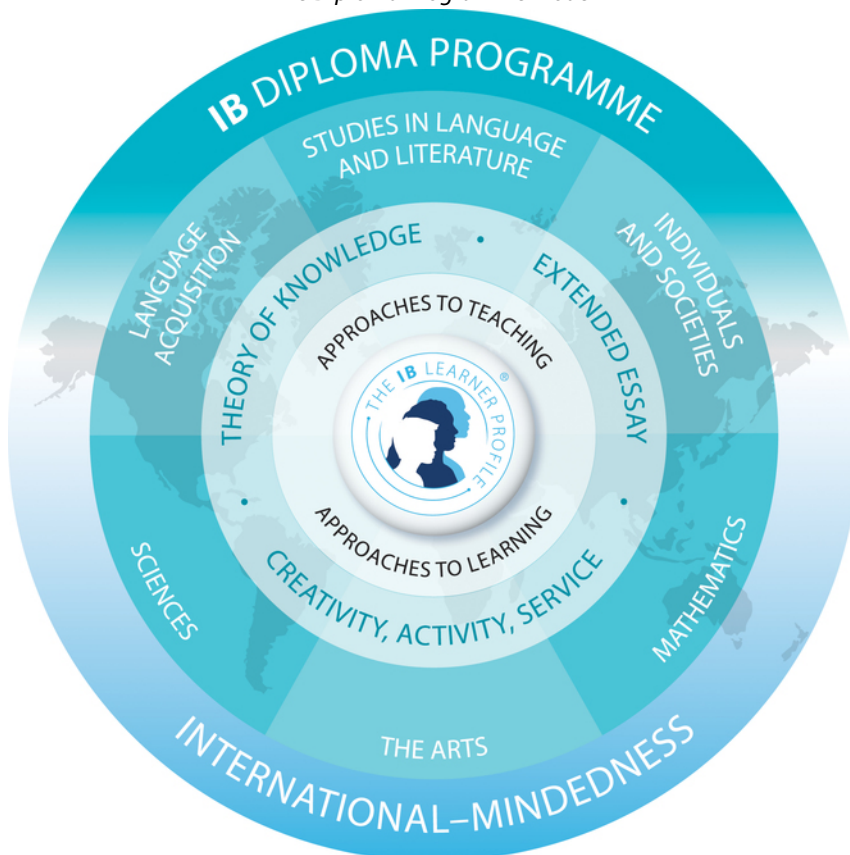 IB DIPLOMA PROGRAMME
STUDIES IN LANGUAGE
AND LITERATURE
LANGUAGE
ACQUISITION
INDIVIDUALS
AND SOCIETIES
THEORY OF KNOWLEDGE
EXTENDED ESSAY
APPROACHES TO TEACHING
THE IB LEARNER PROFILE ®
APPROACHES TO LEARNING
CREATIVITY, ACTIVITY, SERVICE
SCIENCES
MATHEMATICS
THE ARTS
INTERNATIONAL–MINDEDNESS